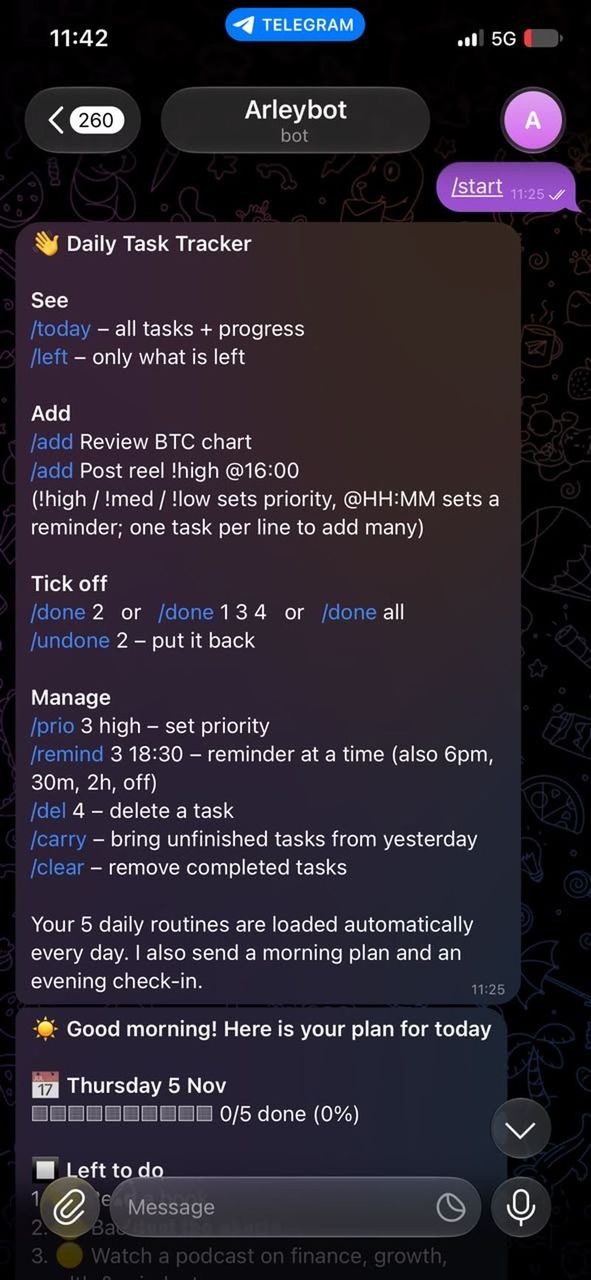 11:42
TELEGRAM
5G
260
Arleybot
bot
A
/start 11:25
👋 Daily Task Tracker
See
/today – all tasks + progress
/left – only what is left
Add
/add Review BTC chart
/add Post reel !high @16:00
(!high / !med / !low sets priority, @HH:MM sets a
reminder; one task per line to add many)
Tick off
/done 2 or /done 1 3 4 or /done all
/undone 2 – put it back
Manage
/prio 3 high – set priority
/remind 3 18:30 – reminder at a time (also 6pm,
30m, 2h, off)
/del 4 – delete a task
/carry – bring unfinished tasks from yesterday
/clear – remove completed tasks
Your 5 daily routines are loaded automatically
every day. I also send a morning plan and an
evening check-in.
11:25
☀️ Good morning! Here is your plan for today
📅 Thursday 5 Nov
0/5 done (0%)
Left to do
1.
Message
2.
3. 🟡 Watch a podcast on finance, growth,